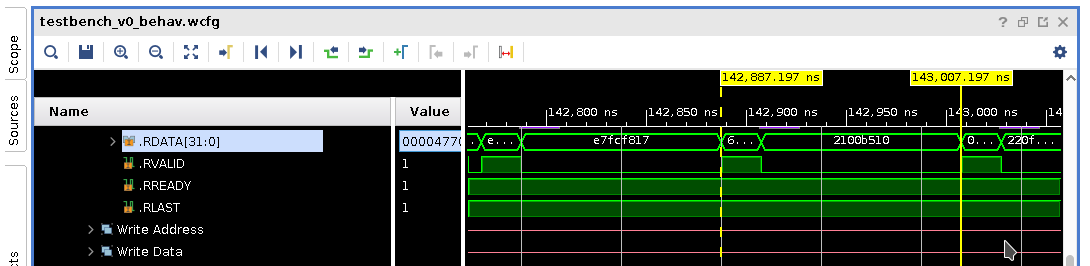 testbench_v0_behav.wcfg
Scope
Sources
142,887.197 ns 143,007.197 ns
Name Value
142,800 ns 142,850 ns 142,900 ns 142,950 ns 143,000 ns 14
.RDATA[31:0] 0000477 e... e7fcf817 6... 2100b510 0... 220f...
.RVALID 1
.RREADY 1
.RLAST 1
Write Address
Write Data